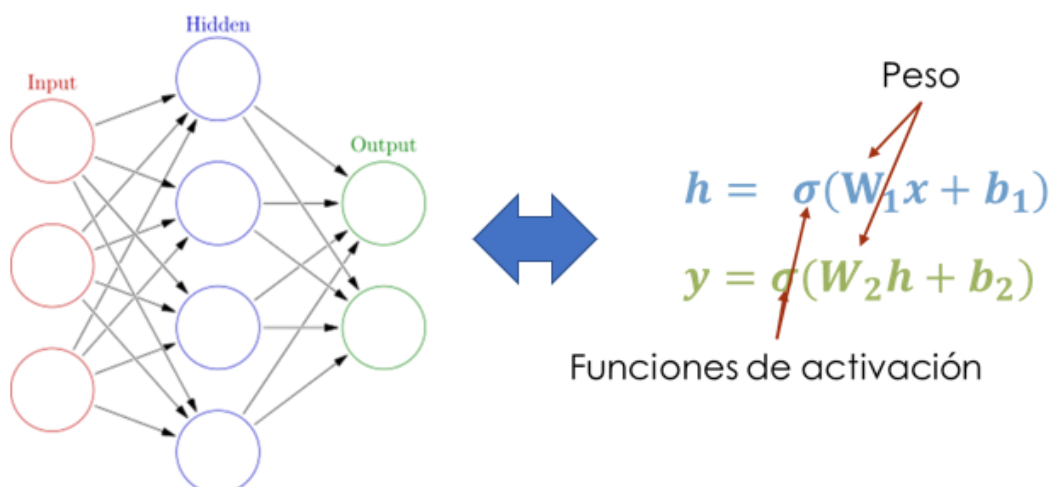 Hidden
Input
Output
Peso
h = σ(W₁x + b₁)
y = σ(W₂h + b₂)
Funciones de activación